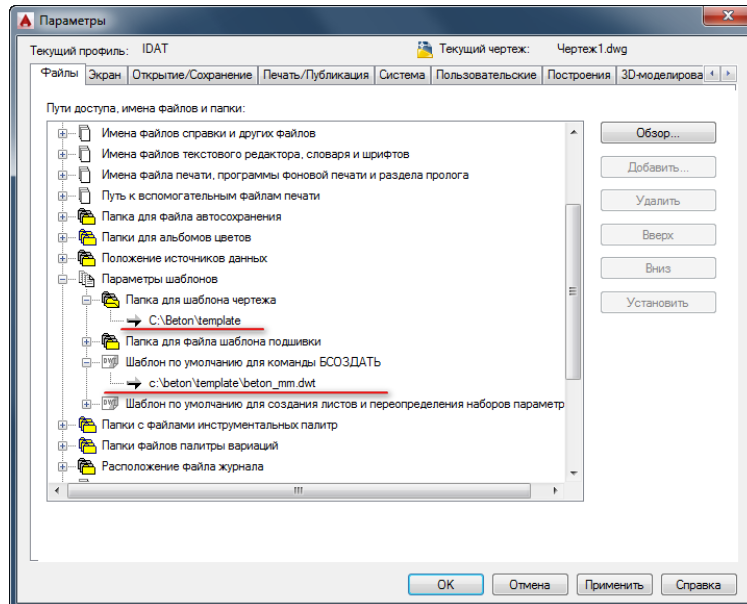 Параметры
Текущий профиль: IDAT Текущий чертеж: Чертеж1.dwg
Файлы Экран Открытие/Сохранение Печать/Публикация Система Пользовательские Построения 3D-моделирова
Пути доступа, имена файлов и папки:
Имена файлов справки и других файлов
Имена файлов текстового редактора, словаря и шрифтов
Имена файла печати, программы фоновой печати и раздела пролога
Путь к вспомогательным файлам печати
Папка для файла автосохранения
Папки для альбомов цветов
Положение источников данных
Параметры шаблонов
Папка для шаблона чертежа
C:\Beton\template
Папка для файла шаблона подшивки
Шаблон по умолчанию для команды БСОЗДАТЬ
c:\beton\template\beton_mm.dwt
Шаблон по умолчанию для создания листов и переопределения наборов параметр
Папки с файлами инструментальных палитр
Папки файлов палитры вариаций
Расположение файла журнала
Обзор...
Добавить...
Удалить
Вверх
Вниз
Установить
OK Отмена Применить Справка